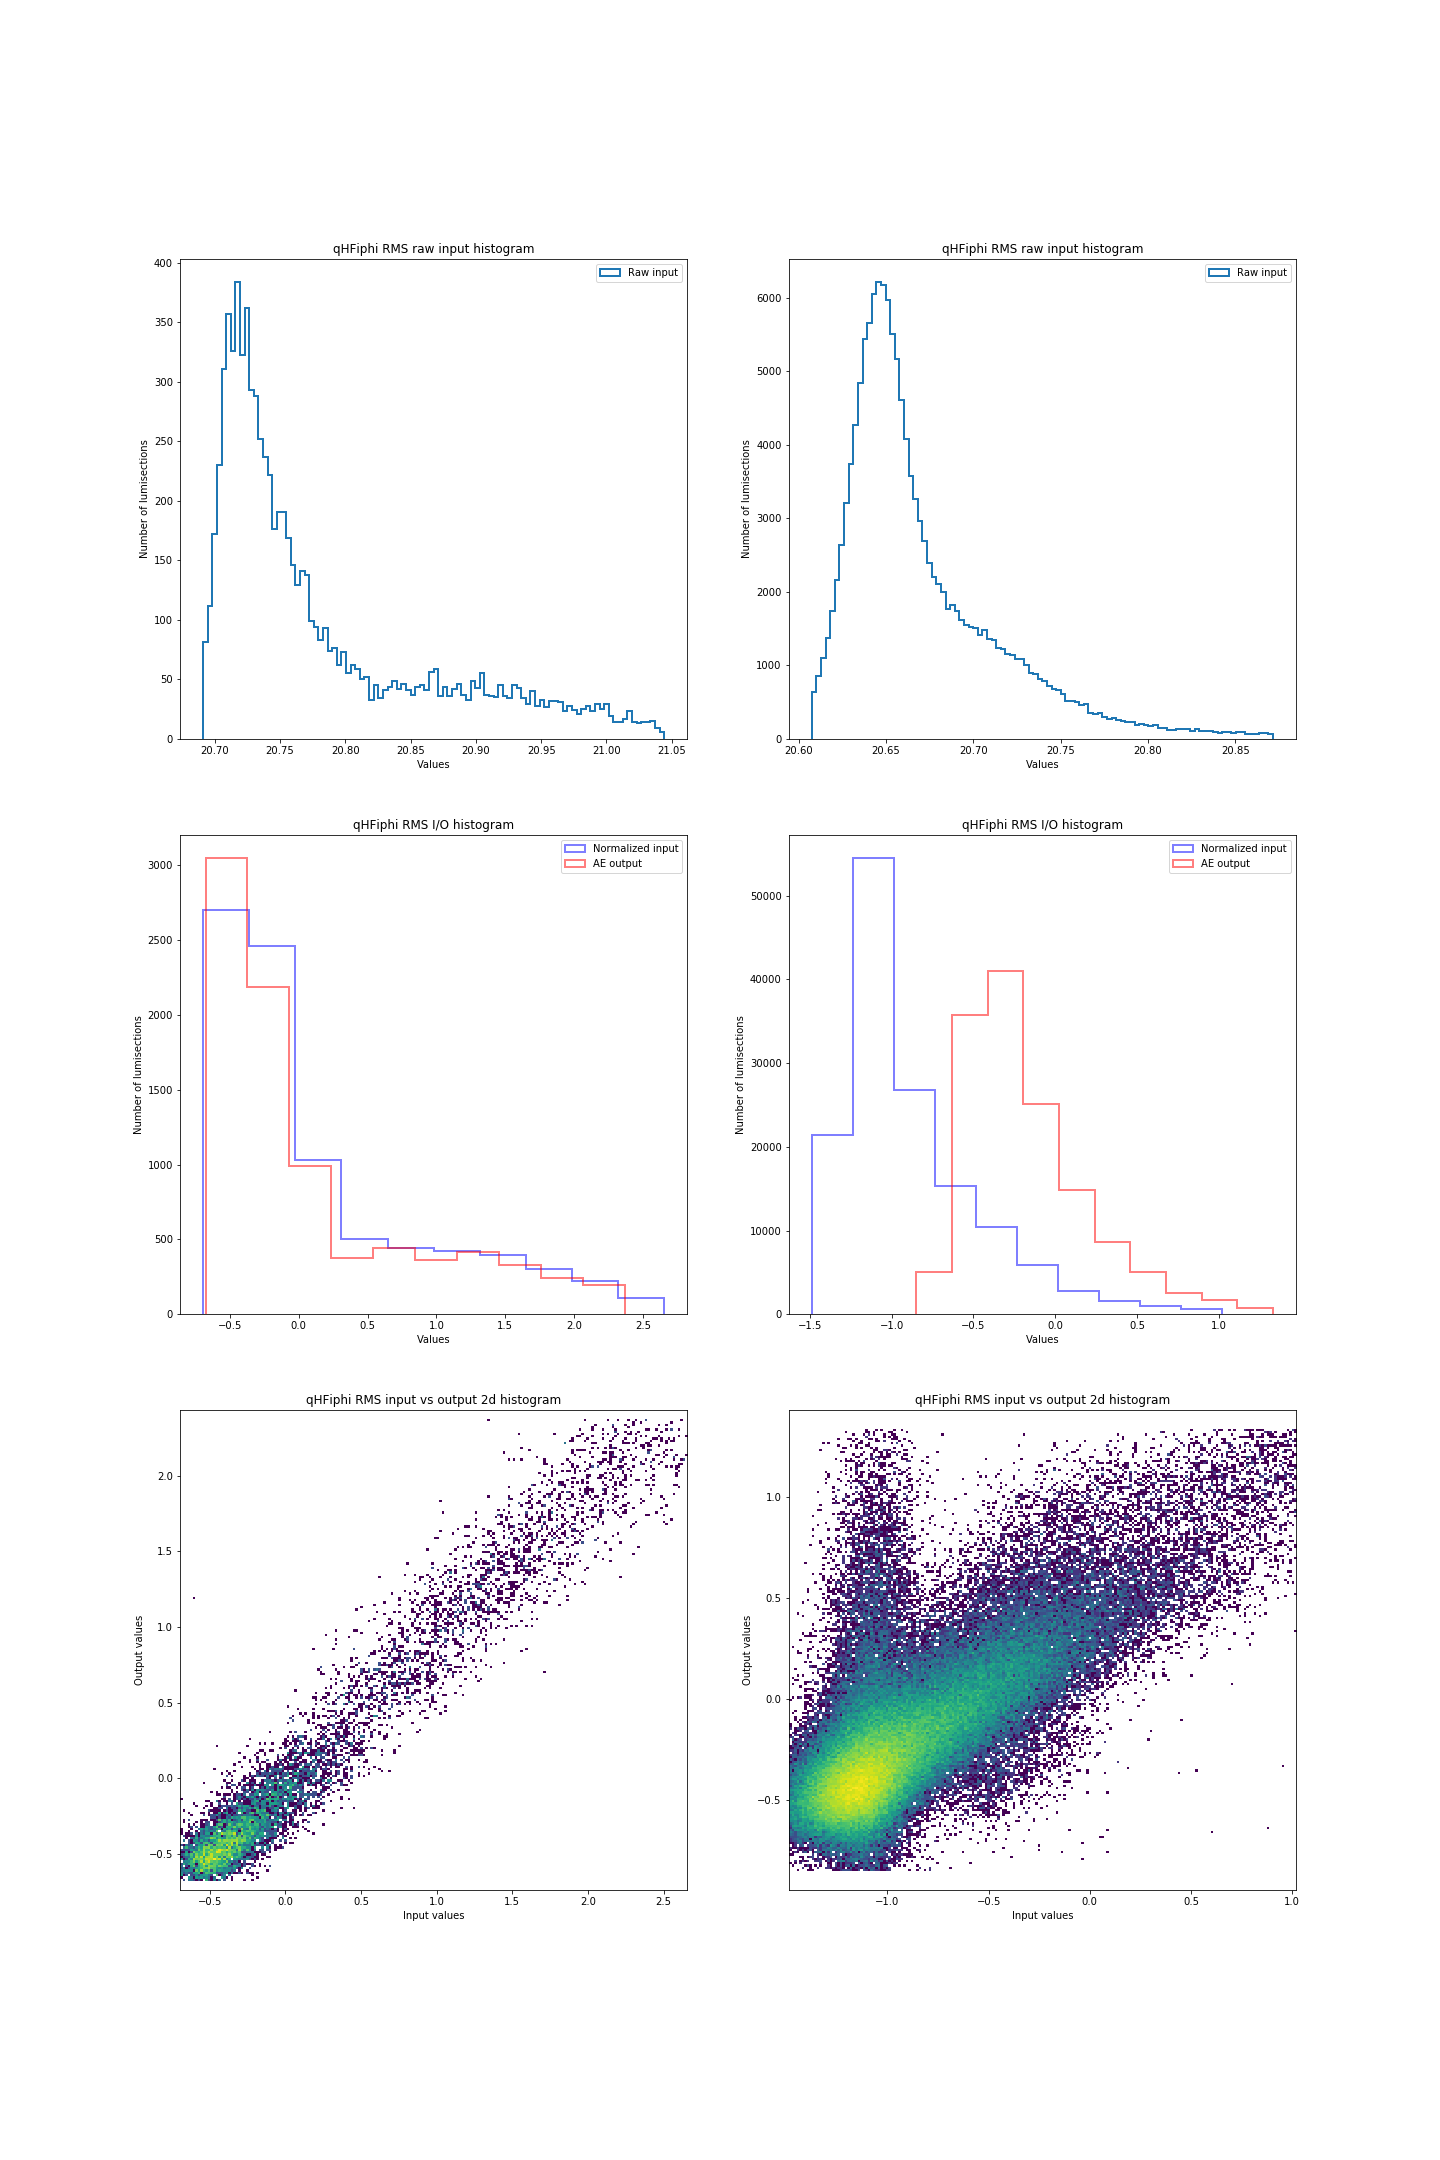 qHFiphi RMS raw input histogram
Raw input
Number of lumisections
400
350
300
250
200
150
100
50
0
20.70 20.75 20.80 20.85 20.90 20.95 21.00 21.05
Values
qHFiphi RMS raw input histogram
Raw input
Number of lumisections
6000
5000
4000
3000
2000
1000
0
20.60 20.65 20.70 20.75 20.80 20.85
Values
qHFiphi RMS I/O histogram
Normalized input
AE output
Number of lumisections
3000
2500
2000
1500
1000
500
0
−0.5 0.0 0.5 1.0 1.5 2.0 2.5
Values
qHFiphi RMS I/O histogram
Normalized input
AE output
Number of lumisections
50000
40000
30000
20000
10000
0
−1.5 −1.0 −0.5 0.0 0.5 1.0
Values
qHFiphi RMS input vs output 2d histogram
Output values
2.0
1.5
1.0
0.5
0.0
−0.5
−0.5 0.0 0.5 1.0 1.5 2.0 2.5
Input values
qHFiphi RMS input vs output 2d histogram
Output values
1.0
0.5
0.0
−0.5
−1.0 −0.5 0.0 0.5 1.0
Input values